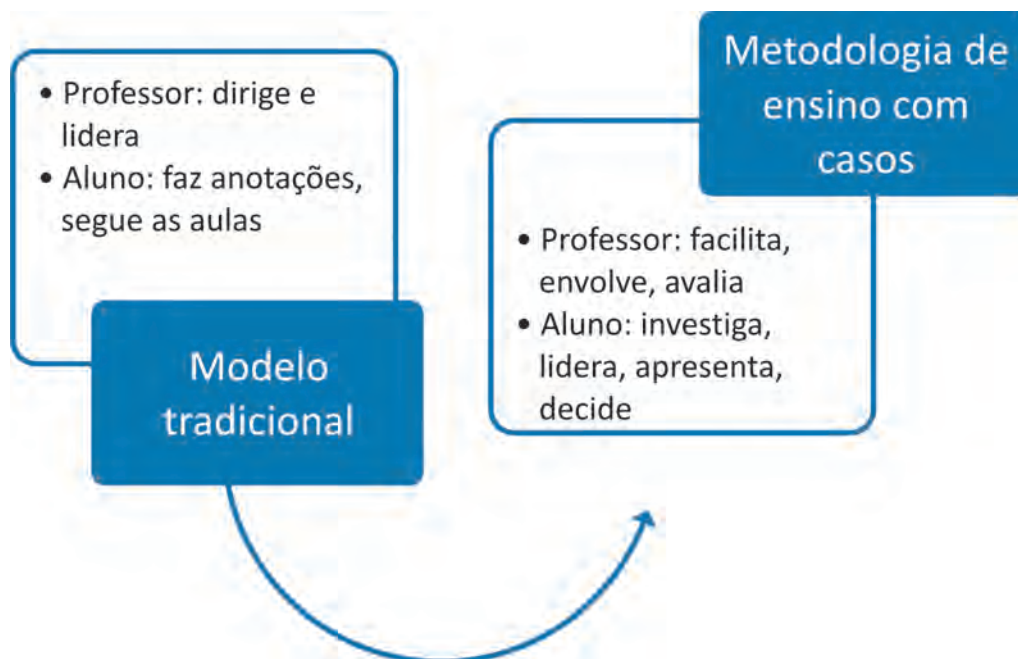 • Professor: dirige e
lidera
• Aluno: faz anotações,
segue as aulas
Modelo
tradicional
Metodologia de
ensino com
casos
• Professor: facilita,
envolve, avalia
• Aluno: investiga,
lidera, apresenta,
decide